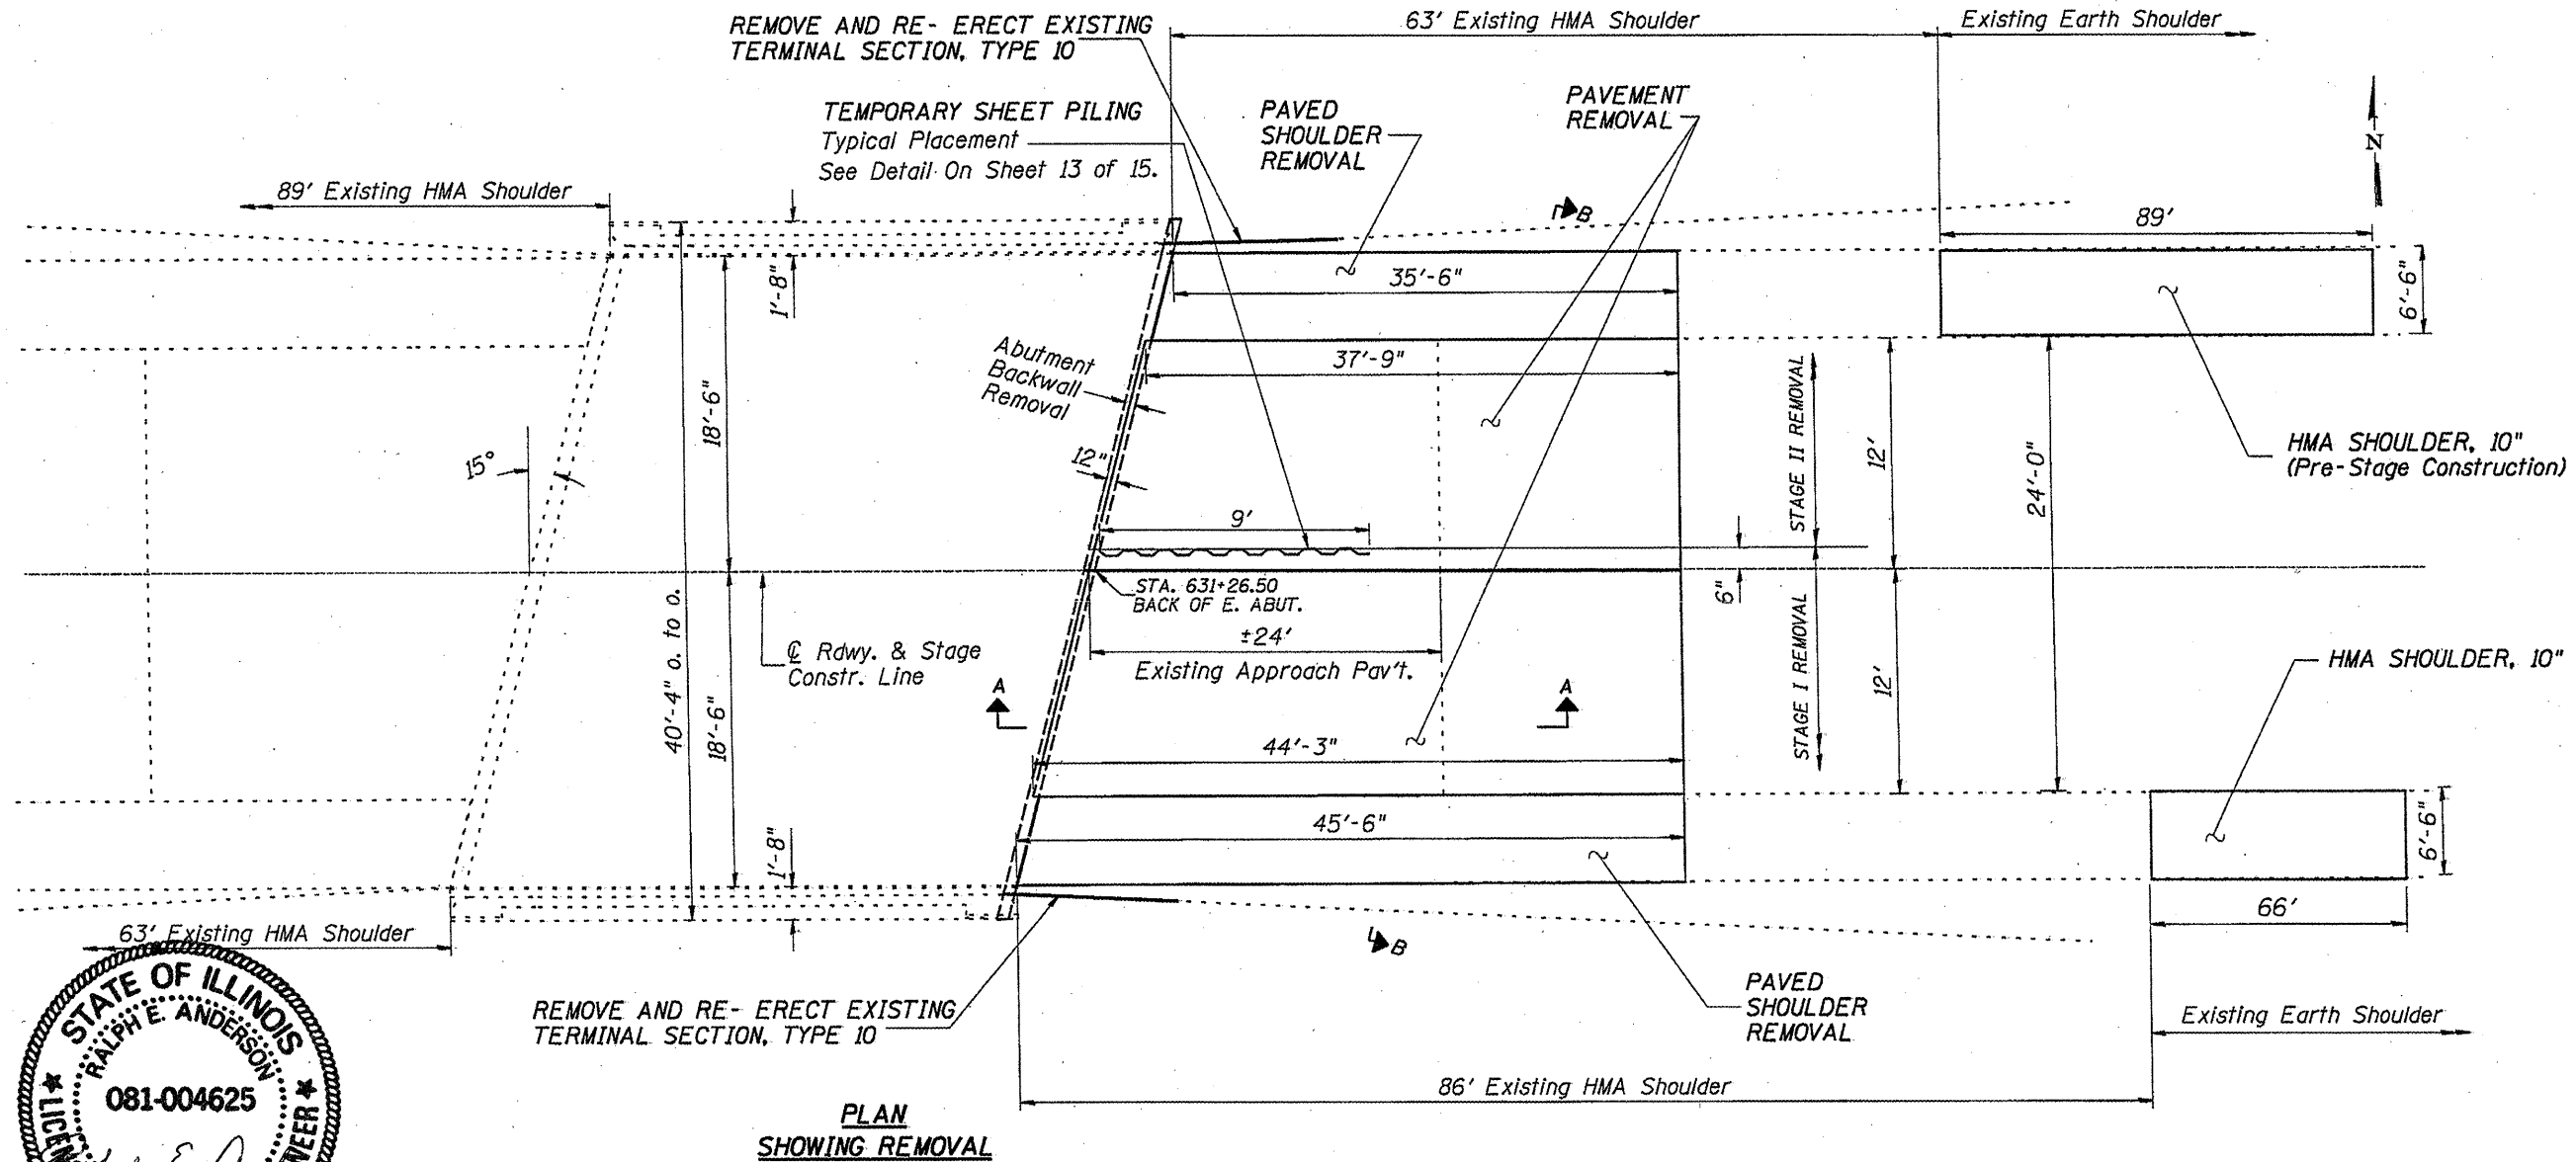 REMOVE AND RE- ERECT EXISTING
TERMINAL SECTION, TYPE 10
63' Existing HMA Shoulder
Existing Earth Shoulder
TEMPORARY SHEET PILING
Typical Placement
See Detail On Sheet 13 of 15.
PAVED
SHOULDER
REMOVAL
PAVEMENT
REMOVAL
N
89' Existing HMA Shoulder
B
89'
1'-8"
35'-6"
6'-6"
Abutment
Backwall
Removal
37'-9"
18'-6"
STAGE II REMOVAL
12'
24'-0"
HMA SHOULDER, 10"
(Pre-Stage Construction)
15°
12"
9'
STA. 631+26.50
BACK OF E. ABUT.
6"
40'-4" o. to o.
℄ Rdwy. & Stage
Constr. Line
±24'
Existing Approach Pav't.
18'-6"
A
A
STAGE I REMOVAL
12'
HMA SHOULDER, 10"
44'-3"
45'-6"
1'-8"
6'-6"
66'
63' Existing HMA Shoulder
B
PAVED
SHOULDER
REMOVAL
REMOVE AND RE- ERECT EXISTING
TERMINAL SECTION, TYPE 10
Existing Earth Shoulder
86' Existing HMA Shoulder
STATE OF ILLINOIS
RALPH E. ANDERSON
081-004625
PLAN
SHOWING REMOVAL